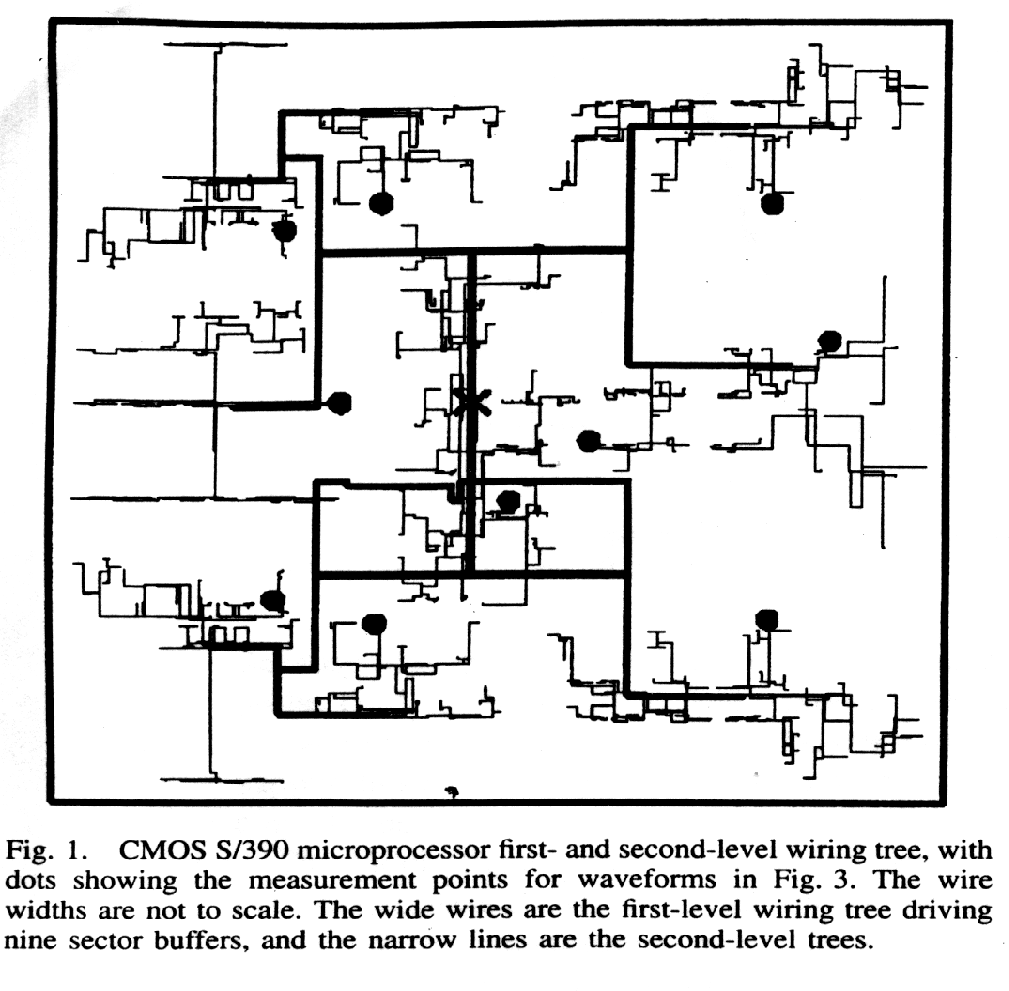 Fig. 1. CMOS S/390 microprocessor first- and second-level wiring tree, with
dots showing the measurement points for waveforms in Fig. 3. The wire
widths are not to scale. The wide wires are the first-level wiring tree driving
nine sector buffers, and the narrow lines are the second-level trees.